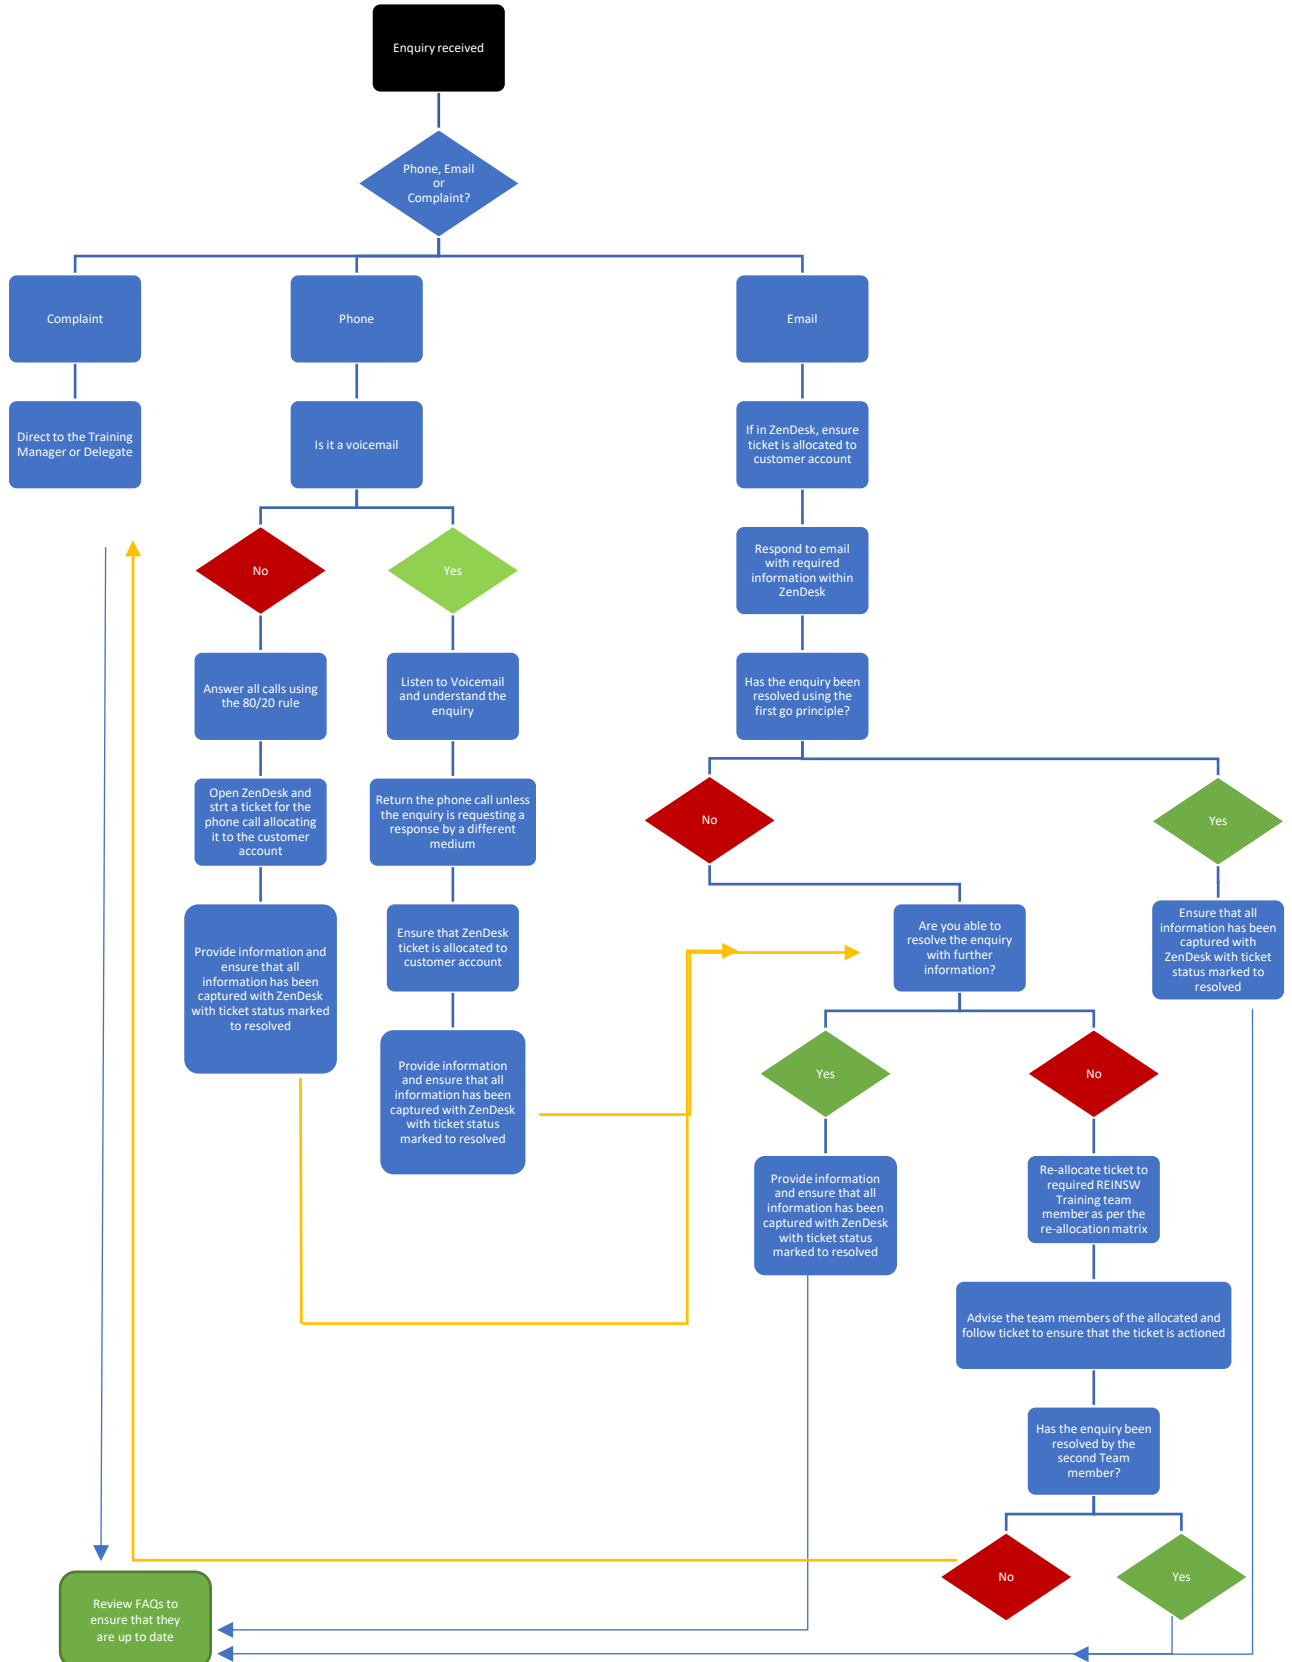 Enquiry received
Phone, Email
or
Complaint?
Complaint
Phone
Email
Direct to the Training
Manager or Delegate
Is it a voicemail
If in ZenDesk, ensure
ticket is allocated to
customer account
No
Yes
Respond to email
with required
information within
ZenDesk
Answer all calls using
the 80/20 rule
Listen to Voicemail
and understand the
enquiry
Has the enquiry been
resolved using the
first go principle?
Open ZenDesk and
strt a ticket for the
phone call allocating
it to the customer
account
Return the phone call unless
the enquiry is requesting a
response by a different
medium
No
Yes
Provide information and
ensure that all
information has been
captured with ZenDesk
with ticket status marked
to resolved
Ensure that ZenDesk
ticket is allocated to
customer account
Are you able to
resolve the enquiry
with further
information?
Ensure that all
information has been
captured with
ZenDesk with ticket
status marked to
resolved
Provide information
and ensure that all
information has been
captured with ZenDesk
with ticket status
marked to resolved
Yes
No
Provide information
and ensure that all
information has been
captured with ZenDesk
with ticket status
marked to resolved
Re-allocate ticket to
required REINSW
Training team
member as per the
re-allocation matrix
Advise the team members of the allocated and
follow ticket to ensure that the ticket is actioned
Has the enquiry been
resolved by the
second Team
member?
No
Yes
Review FAQs to
ensure that they
are up to date